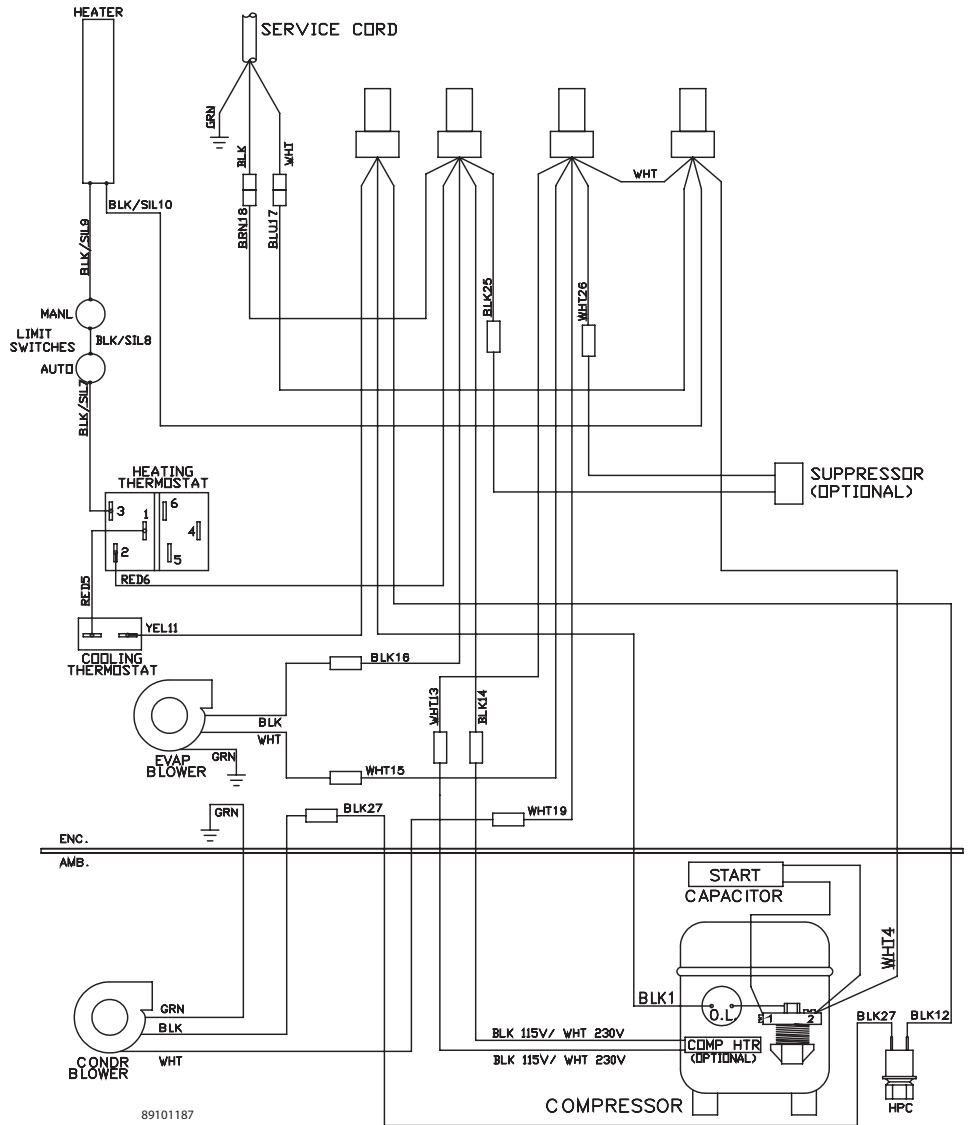 HEATER
SERVICE CORD
GRN
BLK
WHT
WHT
BLK/SIL10
BLK/SIL9
BRN18
BLU17
BLK25
WHT26
MANL
LIMIT
SWITCHES
BLK/SIL8
AUTO
BLK/SIL7
HEATING
THERMOSTAT
SUPPRESSOR
(OPTIONAL)
3
1
6
4
2
5
RED6
RED5
YEL11
COOLING
THERMOSTAT
BLK16
WHT13
BLK14
BLK
WHT
GRN
EVAP
BLOWER
WHT15
GRN
BLK27
WHT19
ENC.
AMB.
START
CAPACITOR
WHT4
BLK1
O.L.
1
2
GRN
BLK
WHT
CONDR
BLOWER
BLK 115V/ WHT 230V
BLK 115V/ WHT 230V
COMP HTR
(OPTIONAL)
BLK27
BLK12
HPC
COMPRESSOR
89101187